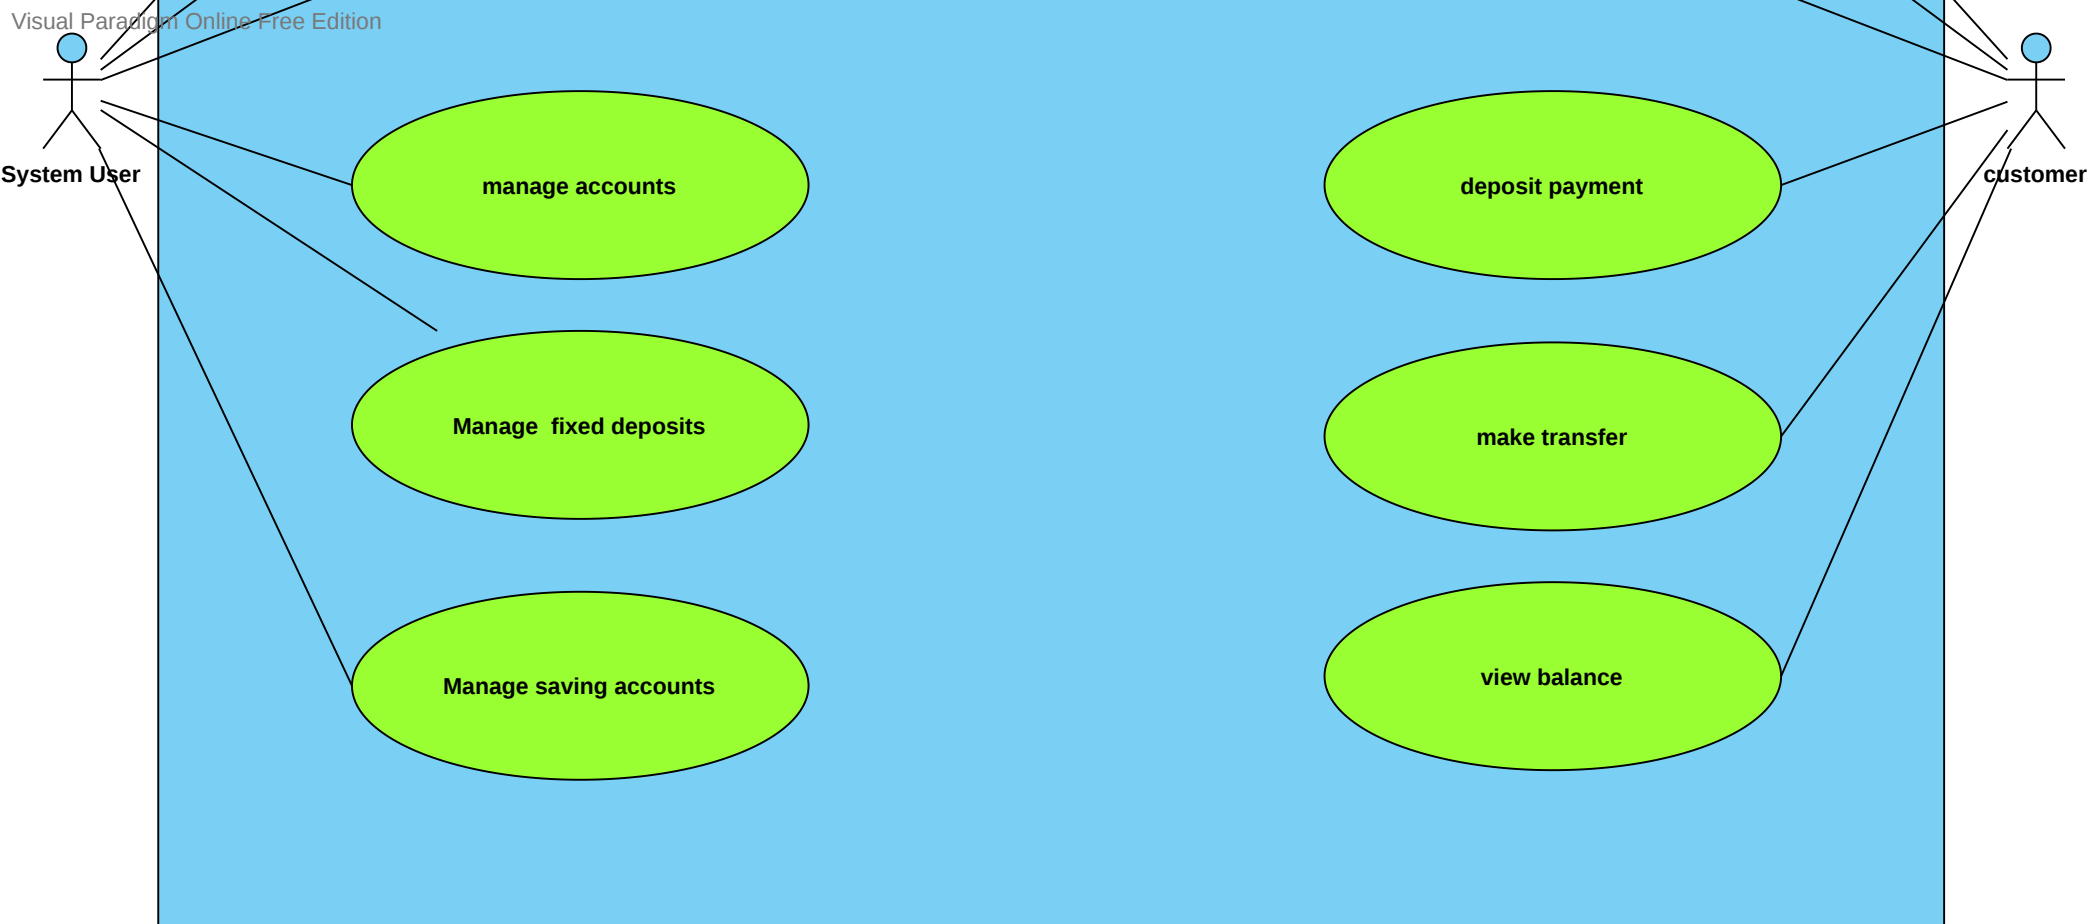 Visual Paradigm Online Free Edition
System User
customer
manage accounts
deposit payment
Manage  fixed deposits
make transfer
Manage saving accounts
view balance